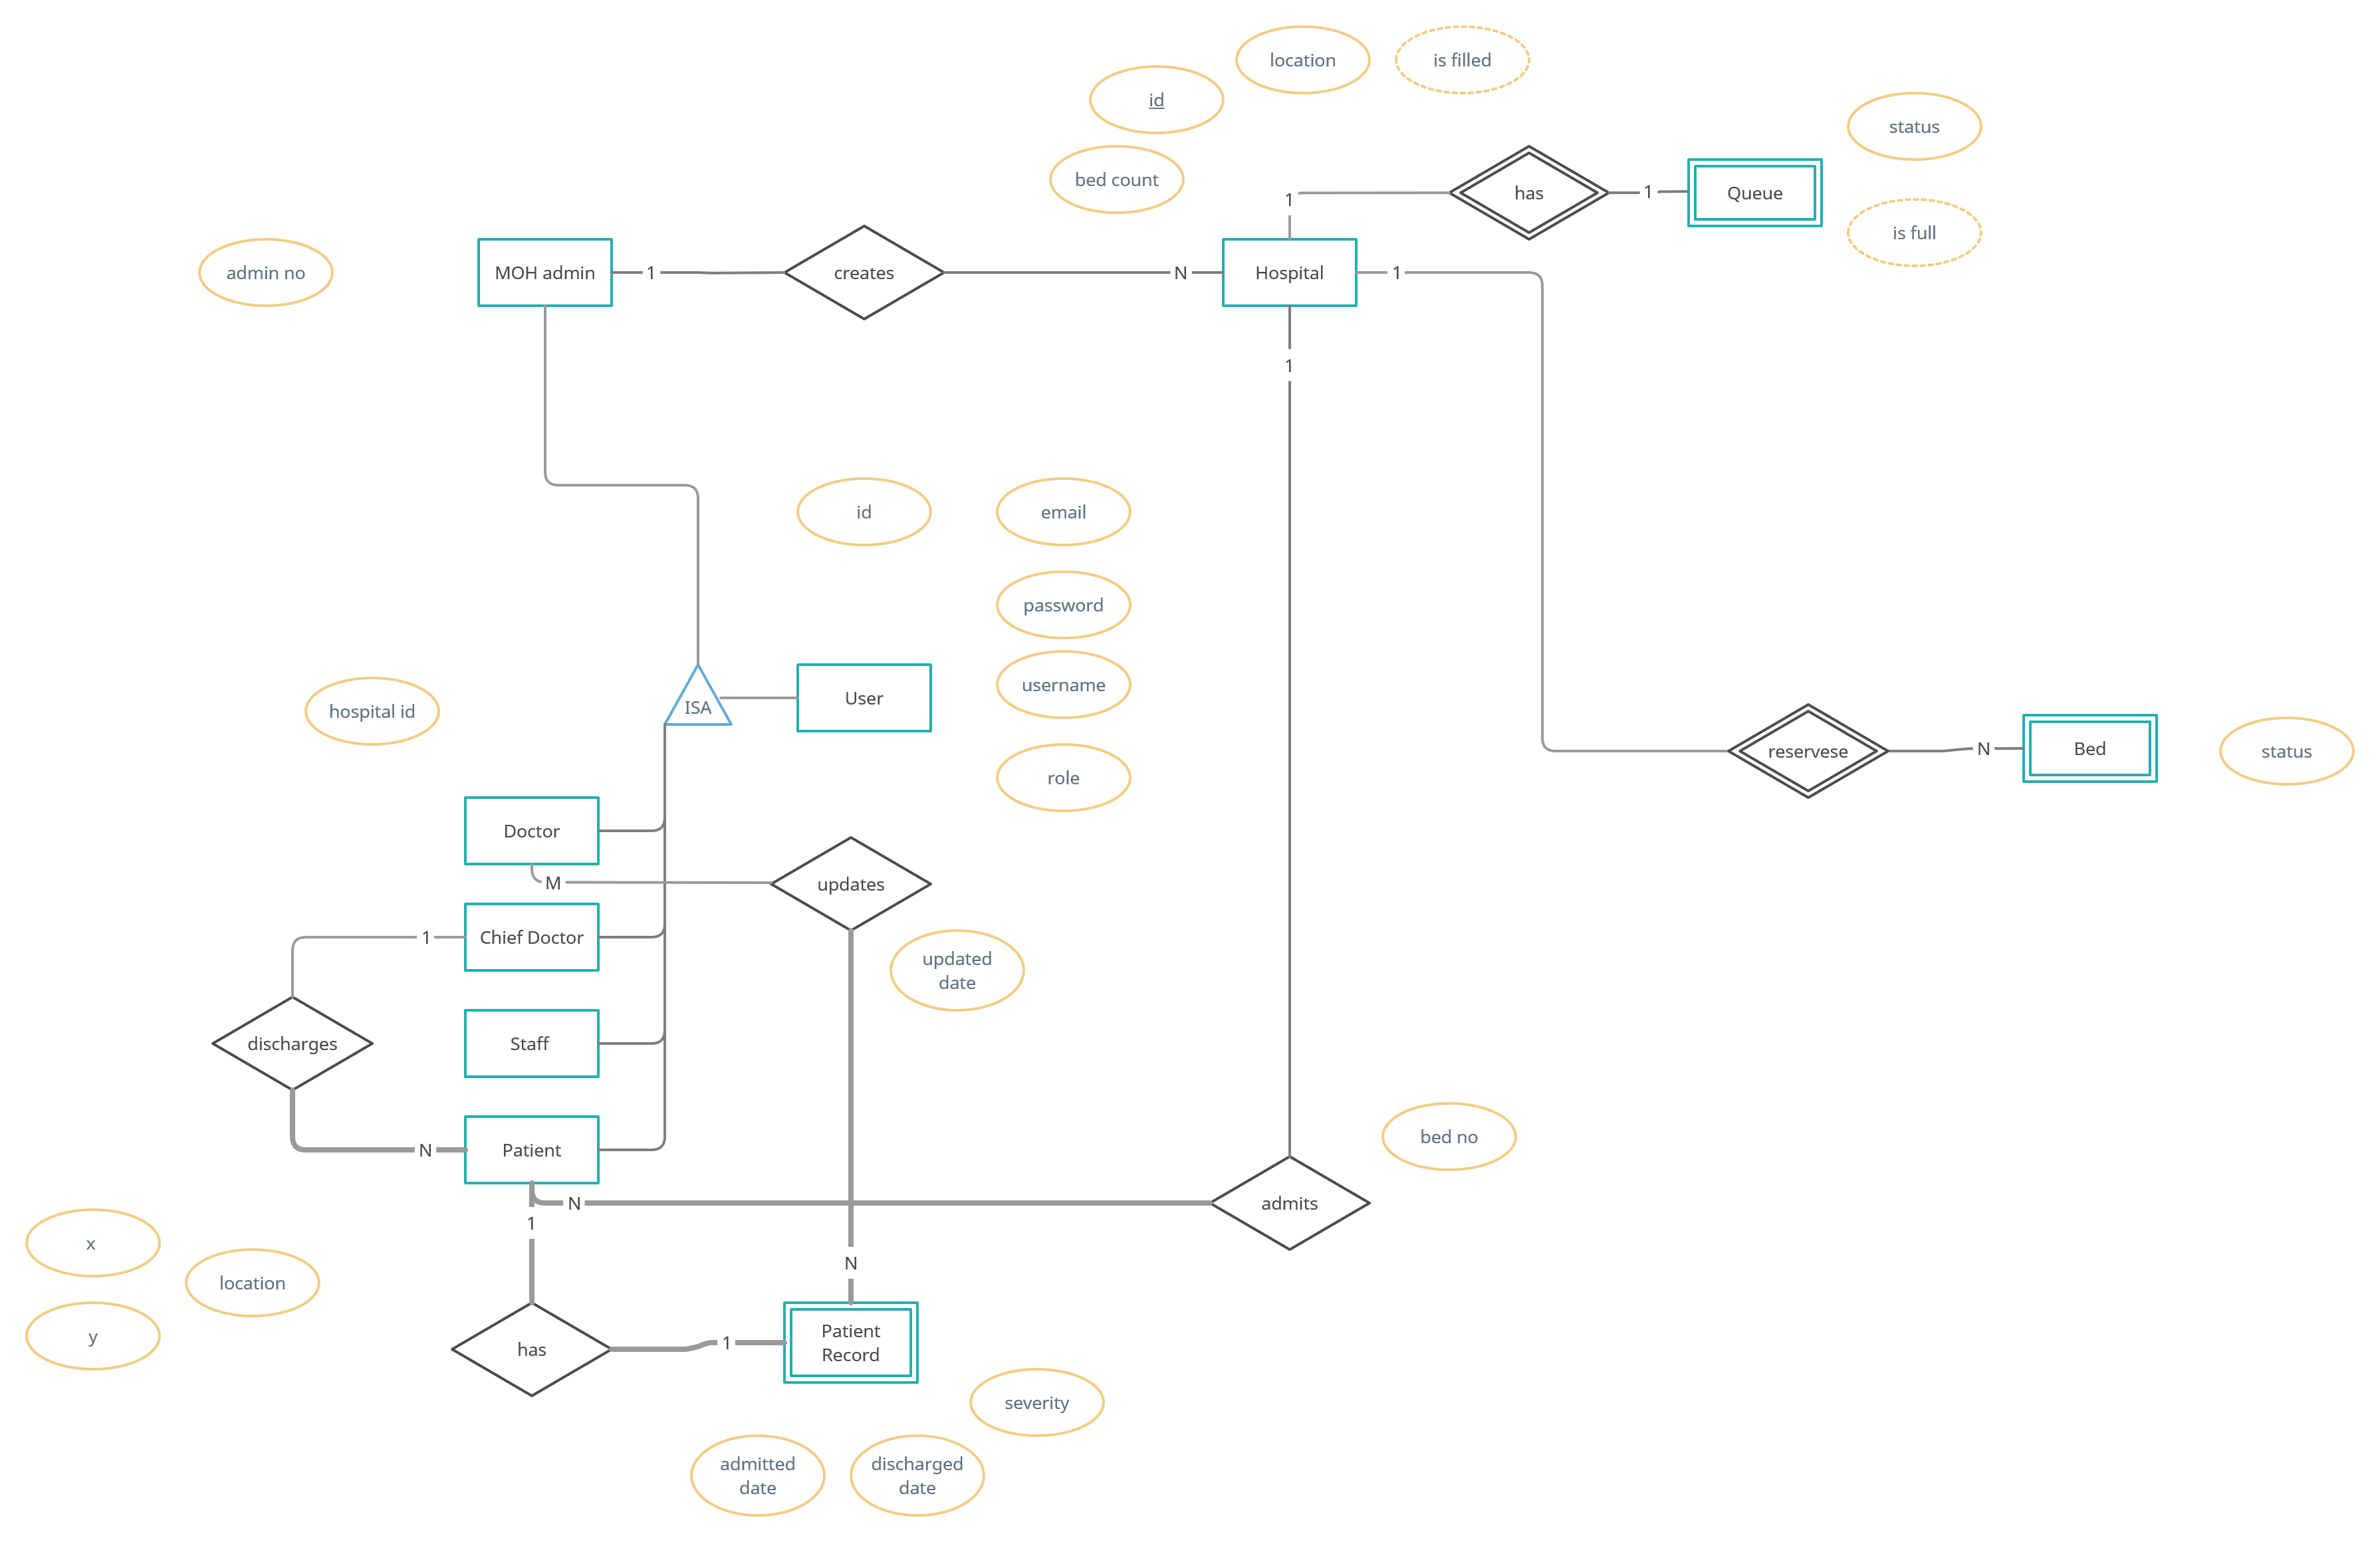 location
is filled
id
status
bed count
1
has
1
Queue
is full
admin no
MOH admin
1
creates
N
Hospital
1
1
id
email
password
username
hospital id
ISA
User
role
reservese
N
Bed
status
Doctor
M
updates
1
Chief Doctor
updated
date
discharges
Staff
bed no
N
Patient
N
admits
1
x
location
N
y
has
1
Patient
Record
severity
admitted
date
discharged
date